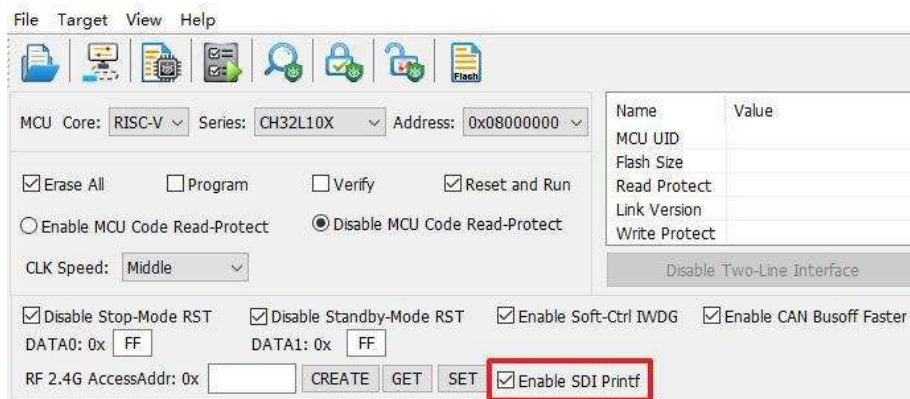 File Target View Help
Flash
MCU Core: RISC-V Series: CH32L10X Address: 0x08000000
Name Value
MCU UID
Flash Size
Read Protect
Link Version
Write Protect
Erase All Program Verify Reset and Run
Enable MCU Code Read-Protect Disable MCU Code Read-Protect
CLK Speed: Middle
Disable Two-Line Interface
Disable Stop-Mode RST Disable Standby-Mode RST Enable Soft-Ctrl IWDG Enable CAN Busoff Faster
DATA0: 0x FF DATA1: 0x FF
RF 2.4G AccessAddr: 0x CREATE GET SET Enable SDI Printf